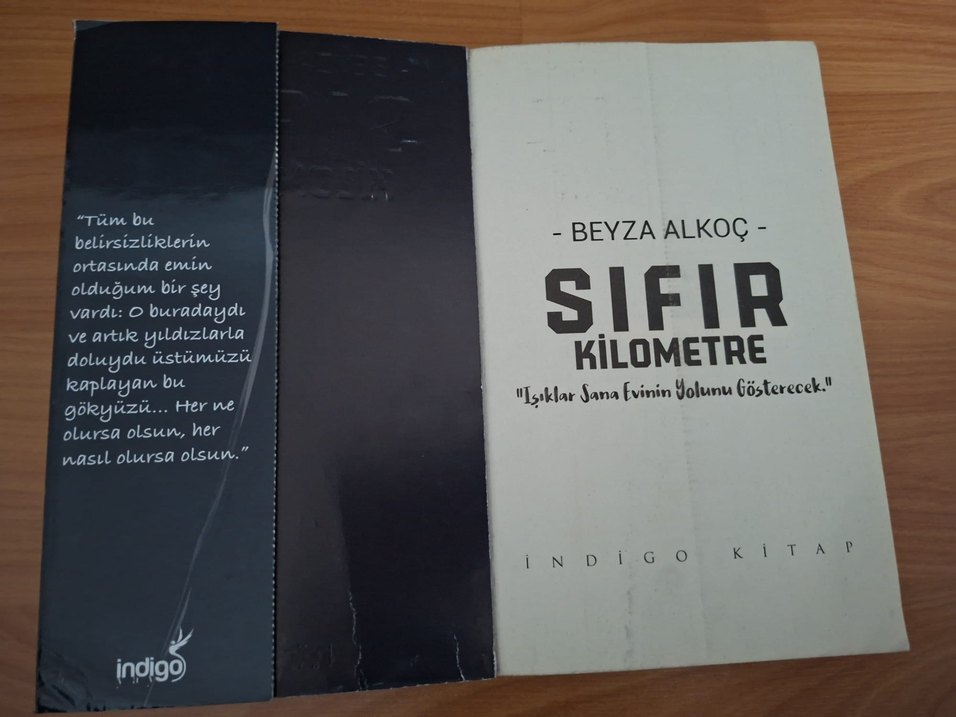 “Tüm bu
belirsizliklerin
ortasında emin
olduğum bir şey
vardı: O buradaydı
ve artık yıldızlarla
doluydu üstümüzü
kaplayan bu
gökyüzü... Her ne
olursa olsun, her
nasıl olursa olsun.”
indigo
- BEYZA ALKOÇ -
SIFIR
KİLOMETRE
"Işıklar Sana Evinin Yolunu Gösterecek."
İNDİGO KİTAP